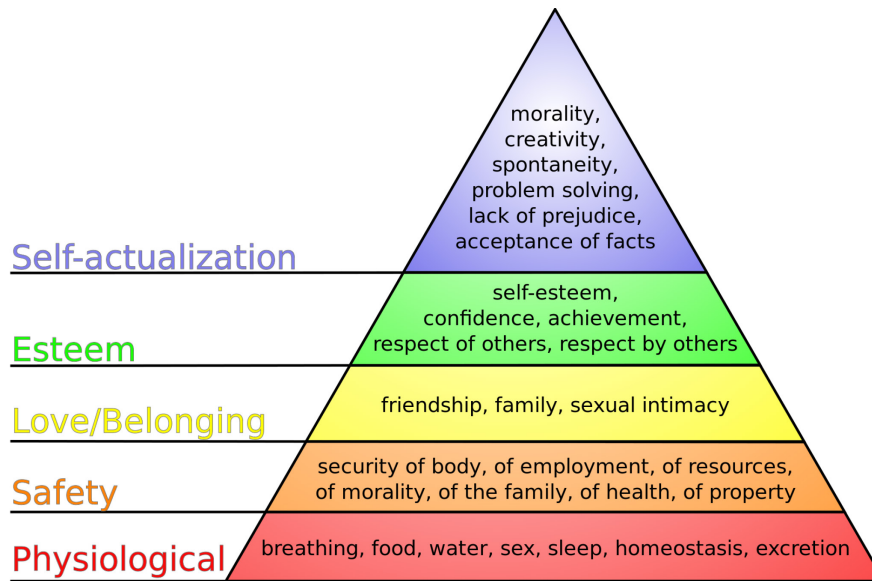 morality,
creativity,
spontaneity,
problem solving,
lack of prejudice,
acceptance of facts
Self-actualization
self-esteem,
confidence, achievement,
respect of others, respect by others
Esteem
friendship, family, sexual intimacy
Love/Belonging
security of body, of employment, of resources,
of morality, of the family, of health, of property
Safety
breathing, food, water, sex, sleep, homeostasis, excretion
Physiological